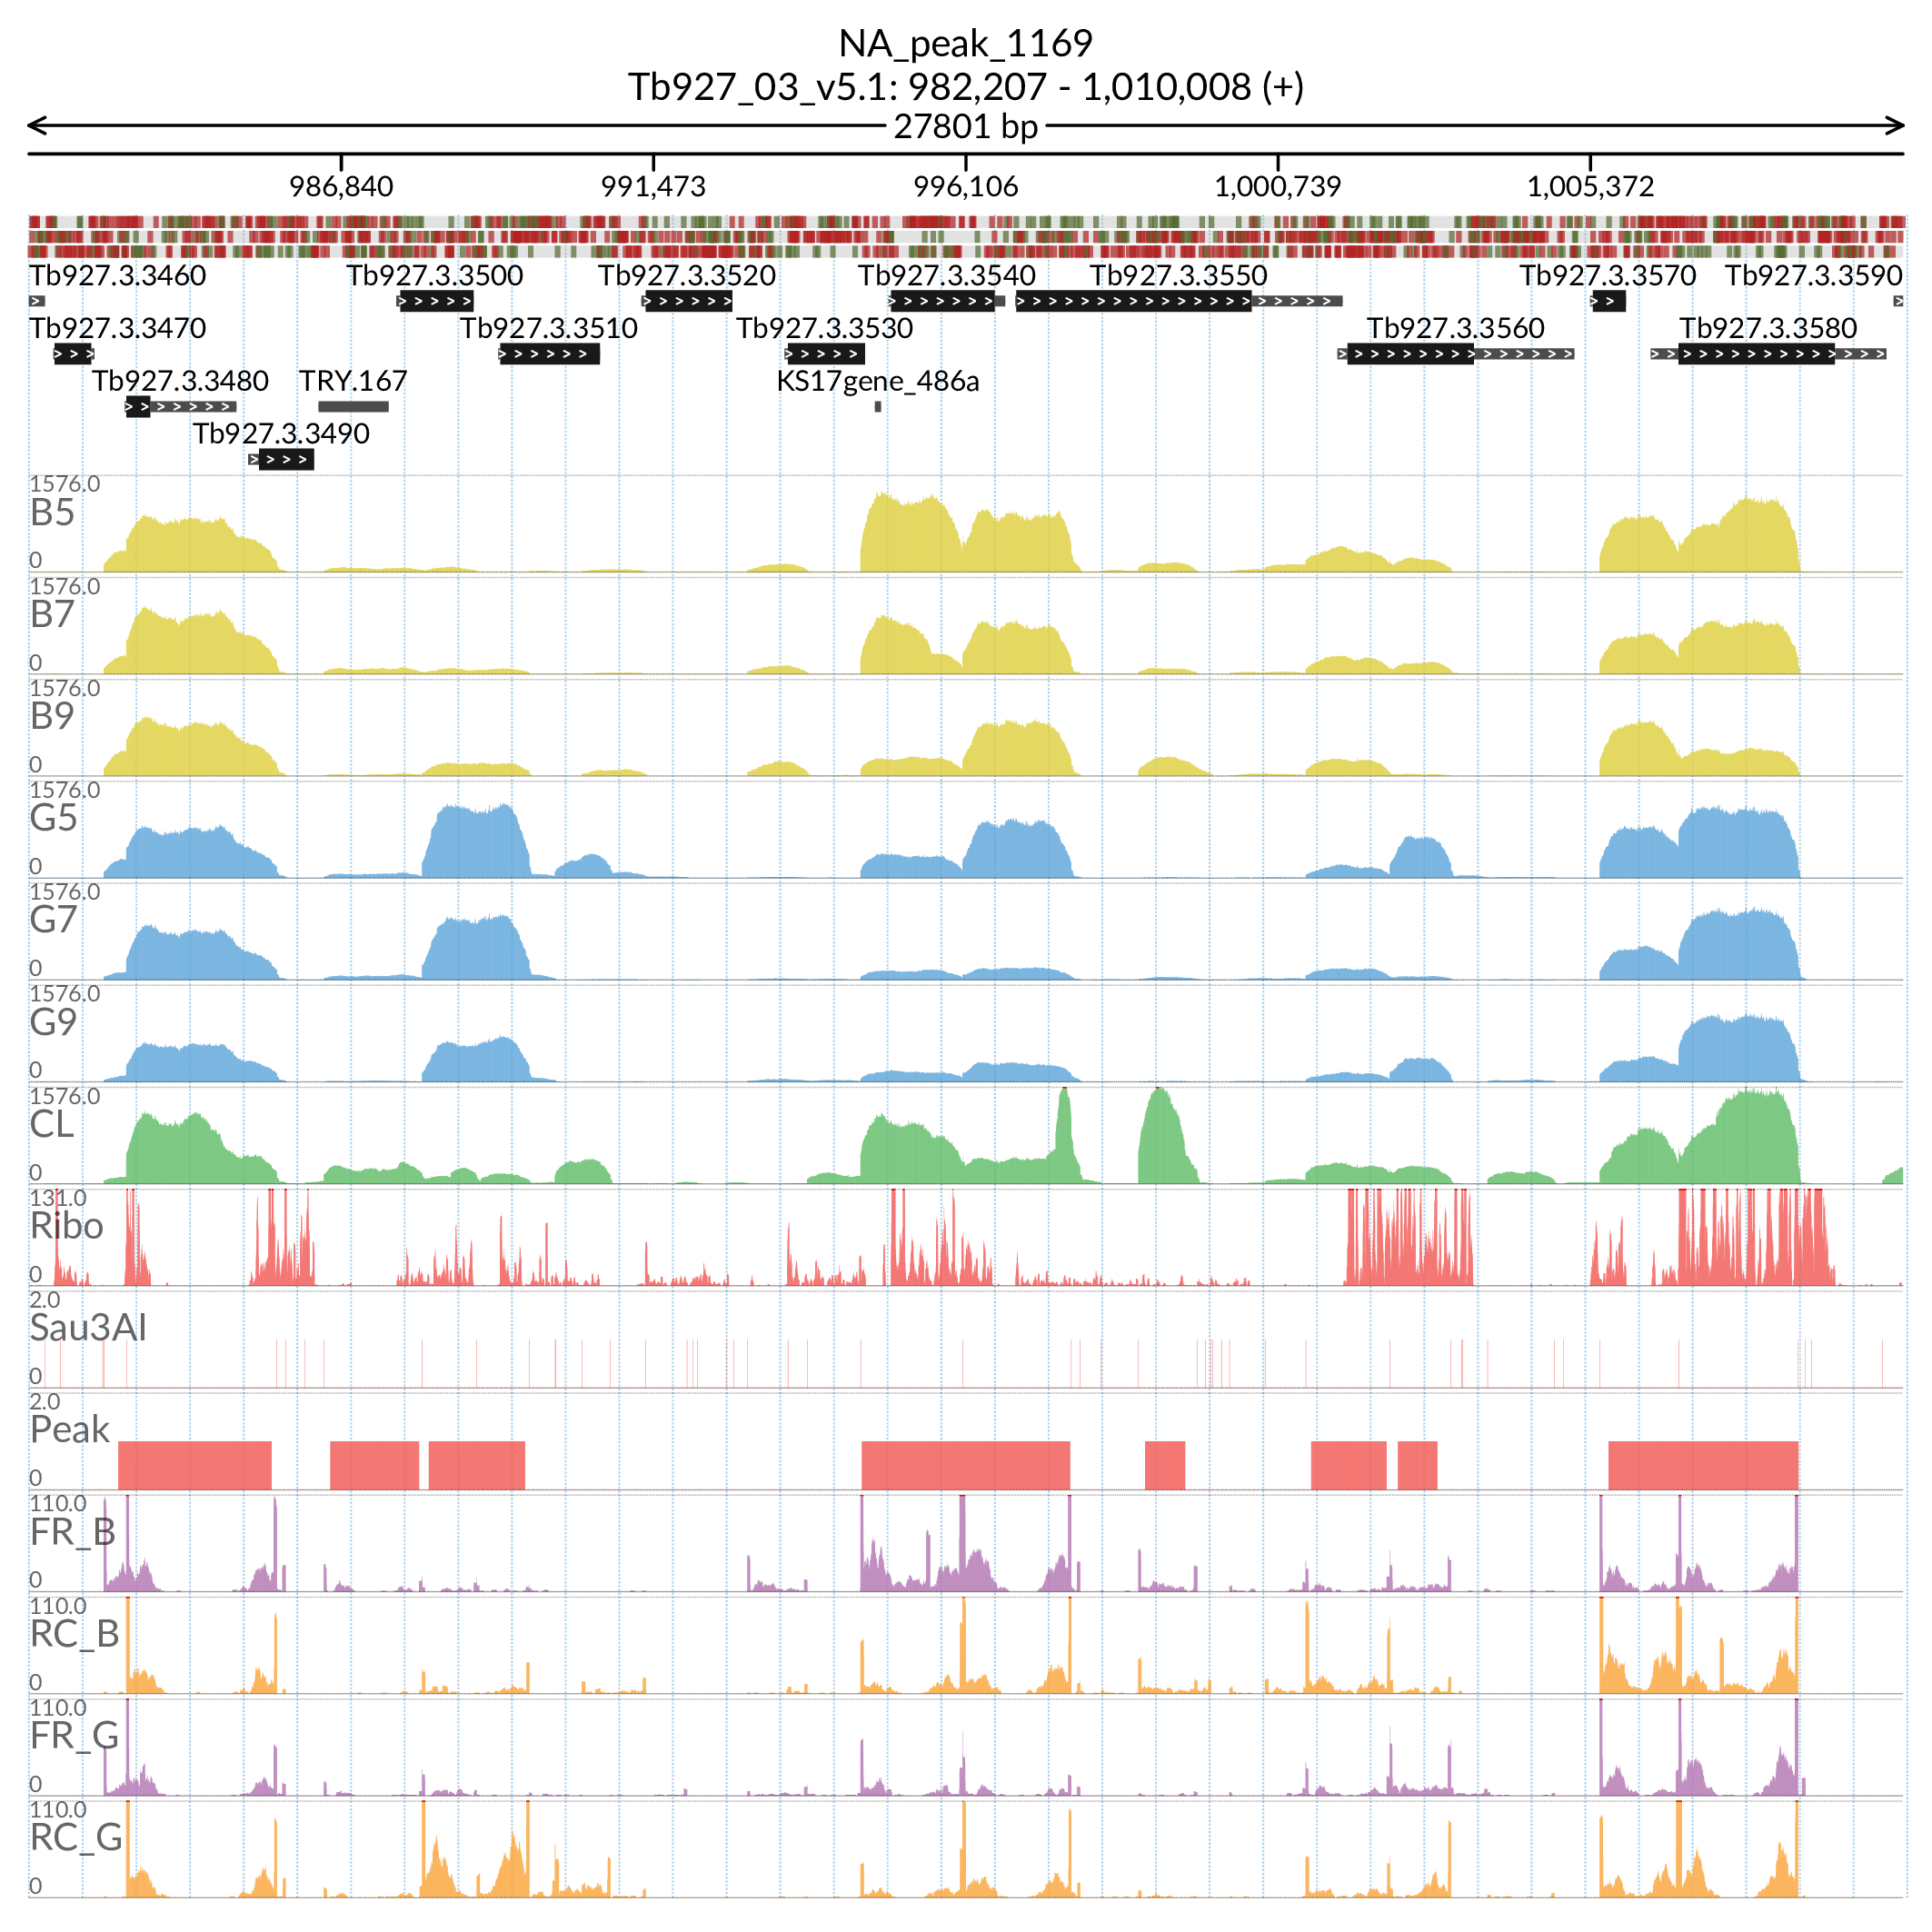 NA_peak_1169
Tb927_03_v5.1: 982,207 - 1,010,008 (+)
27801 bp
986,840 991,473 996,106 1,000,739 1,005,372
Tb927.3.3460 Tb927.3.3500 Tb927.3.3520 Tb927.3.3540 Tb927.3.3550 Tb927.3.3570 Tb927.3.3590
Tb927.3.3470 Tb927.3.3510 Tb927.3.3530 Tb927.3.3560 Tb927.3.3580
Tb927.3.3480 TRY.167 KS17gene_486a
Tb927.3.3490
1576.0
B5
0
1576.0
B7
0
1576.0
B9
0
1576.0
G5
0
1576.0
G7
0
1576.0
G9
0
1576.0
CL
0
131.0
Ribo
0
2.0
Sau3AI
0
2.0
Peak
0
110.0
FR_B
0
110.0
RC_B
0
110.0
FR_G
0
110.0
RC_G
0